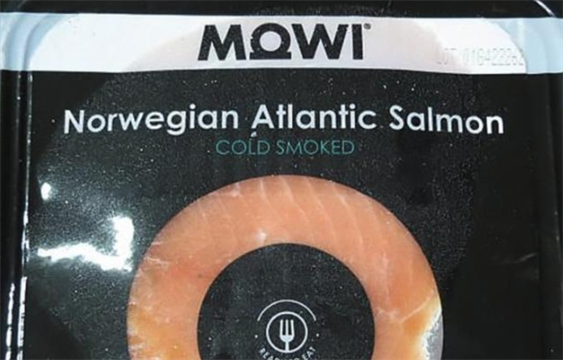 MOWI®
Norwegian Atlantic Salmon
COLD SMOKED